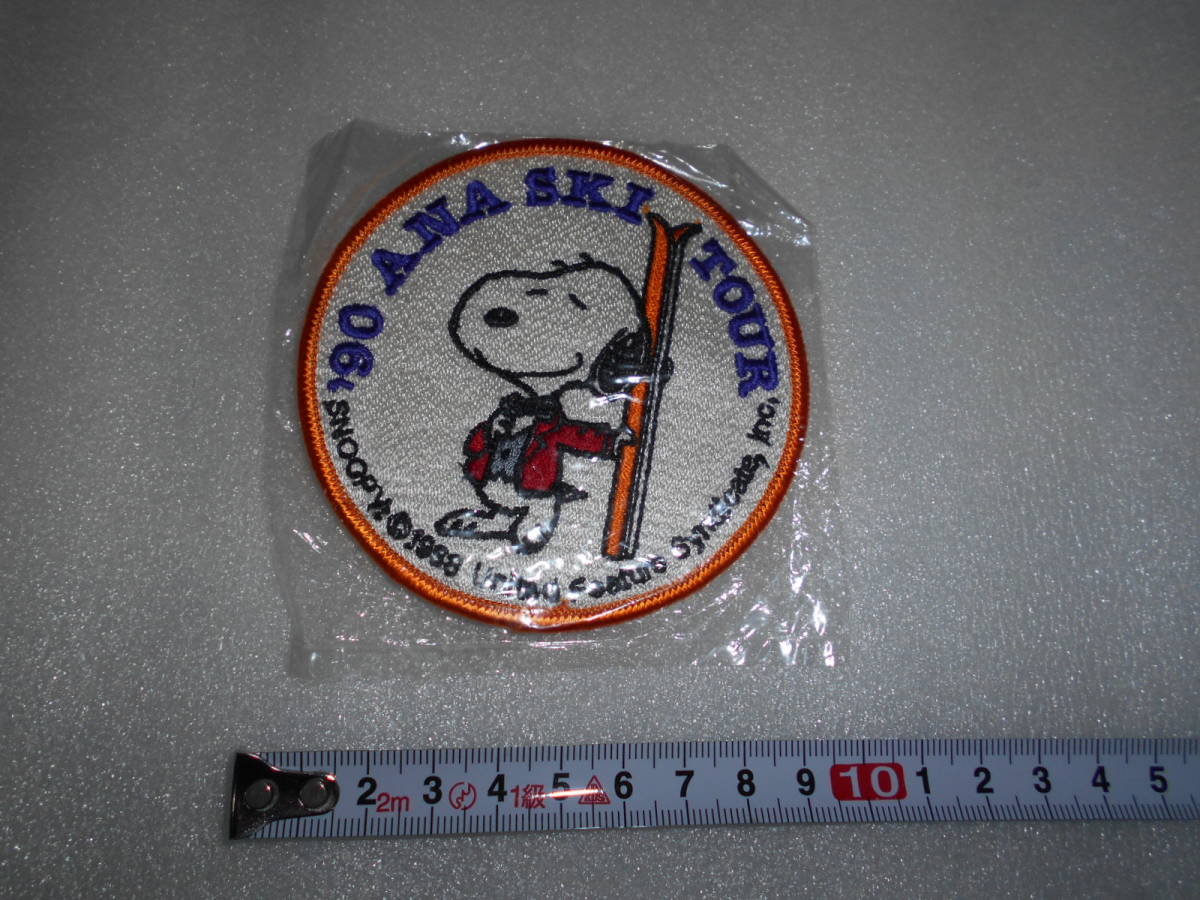 '90 ANA SKI TOUR
SNOOPY: ©1958 United Feature Syndicate, Inc,
2 2m 3 4 1級 5 6 7 8 9 10 1 2 3 4 5